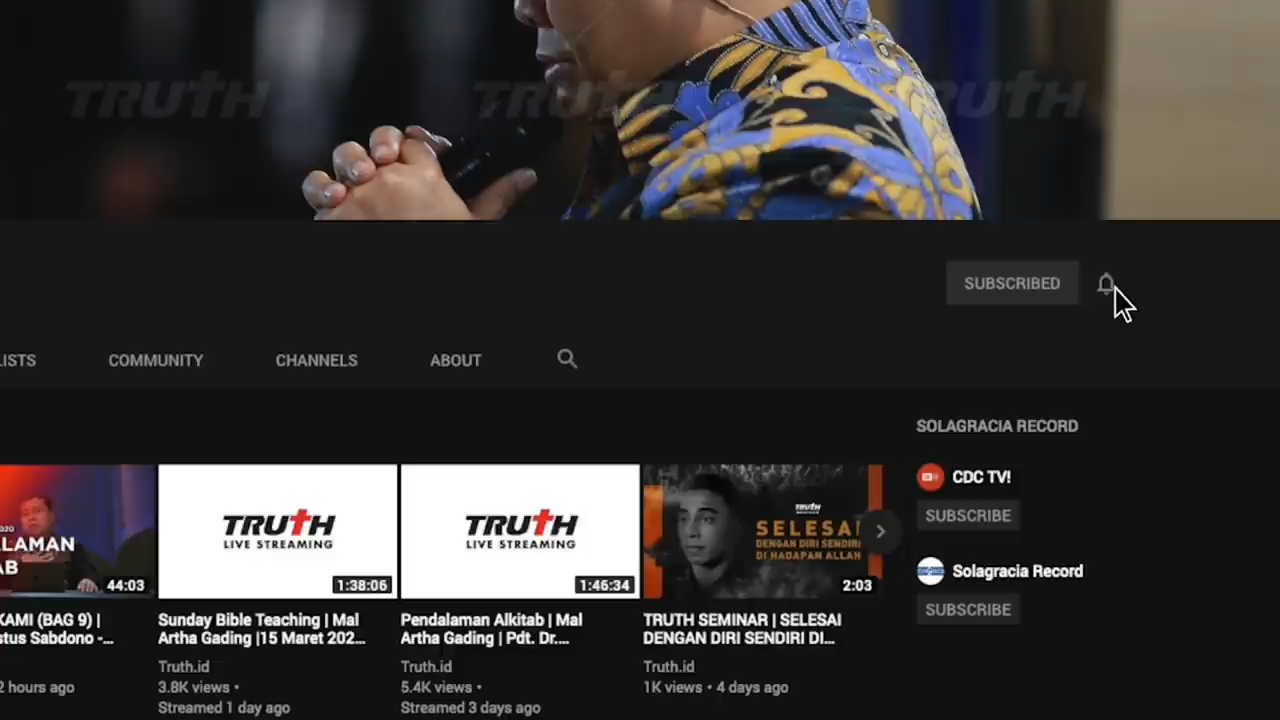 TRUTH TRUTH TRUTH
SUBSCRIBED
LISTS COMMUNITY CHANNELS ABOUT
SOLAGRACIA RECORD
CDC TV!
SUBSCRIBE
Solagracia Record
SUBSCRIBE
LAMAN
AB
44:03
KAMI (BAG 9) |
stus Sabdono -...
2 hours ago
TRUTH
LIVE STREAMING
1:38:06
Sunday Bible Teaching | Mal
Artha Gading |15 Maret 202...
Truth.id
3.8K views •
Streamed 1 day ago
TRUTH
LIVE STREAMING
1:46:34
Pendalaman Alkitab | Mal
Artha Gading | Pdt. Dr....
Truth.id
5.4K views •
Streamed 3 days ago
TRUTH
SELESAI
DENGAN DIRI SENDIRI
DI HADAPAN ALLAH
2:03
TRUTH SEMINAR | SELESAI
DENGAN DIRI SENDIRI DI...
Truth.id
1K views • 4 days ago